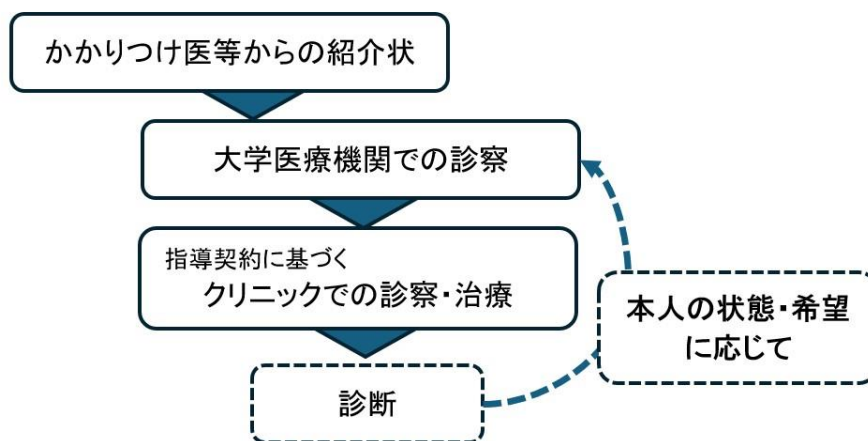 かかりつけ医等からの紹介状
大学医療機関での診察
指導契約に基づく
クリニックでの診察・治療
本人の状態・希望
に応じて
診断